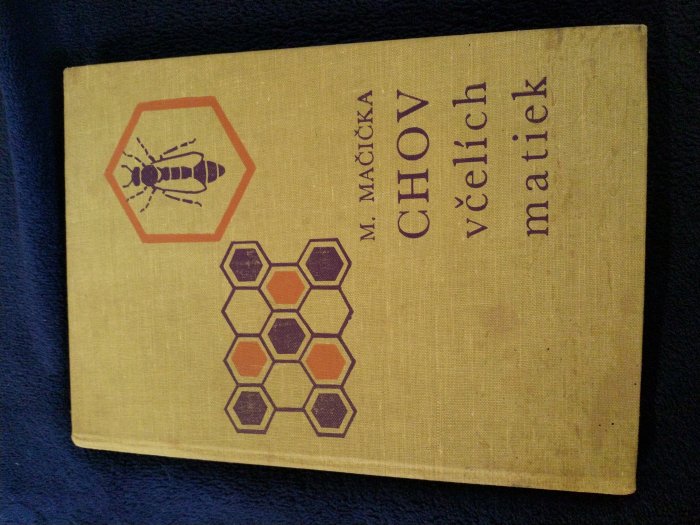 M. MAČIČKA
CHOV
včelích
matiek